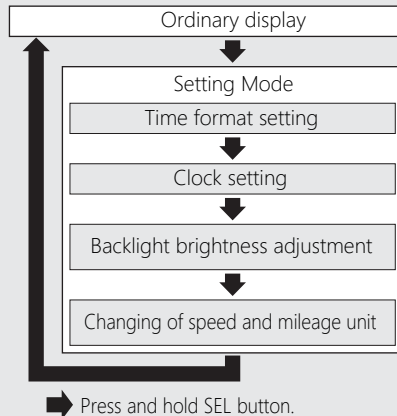 Ordinary display
Setting Mode
Time format setting
Clock setting
Backlight brightness adjustment
Changing of speed and mileage unit
Press and hold SEL button.